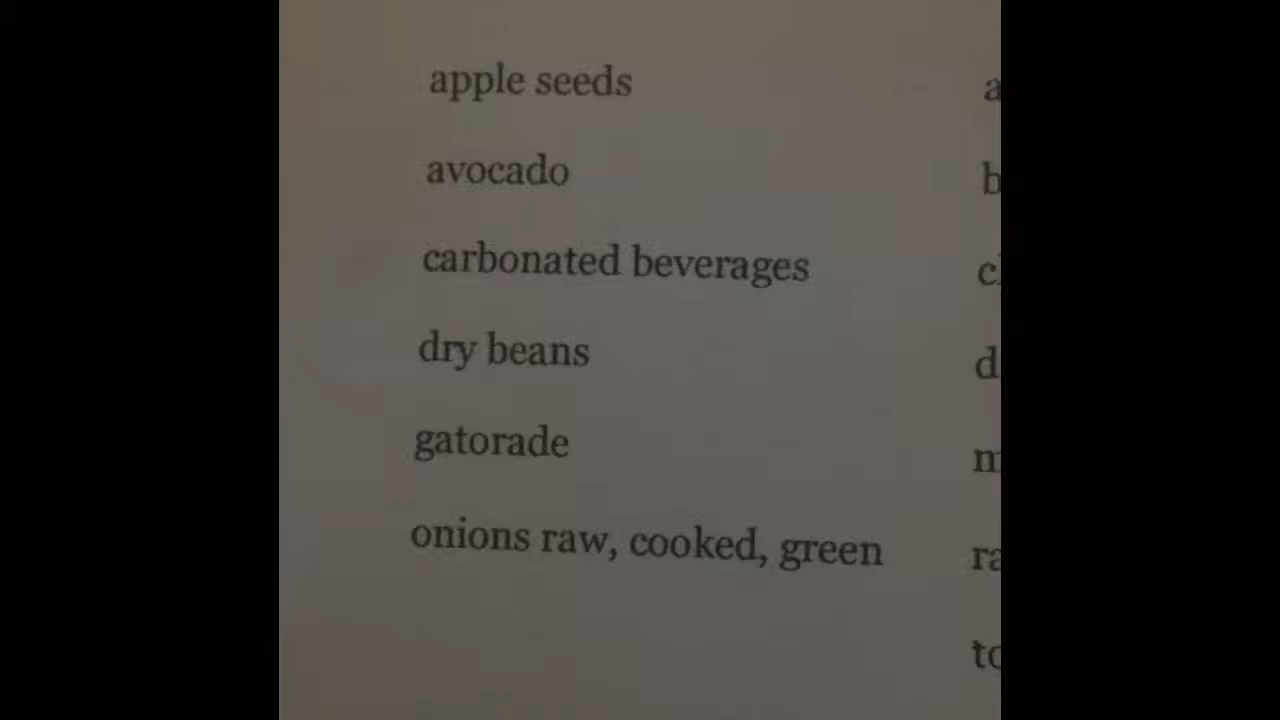 apple seeds
avocado
carbonated beverages
dry beans
gatorade
onions raw, cooked, green